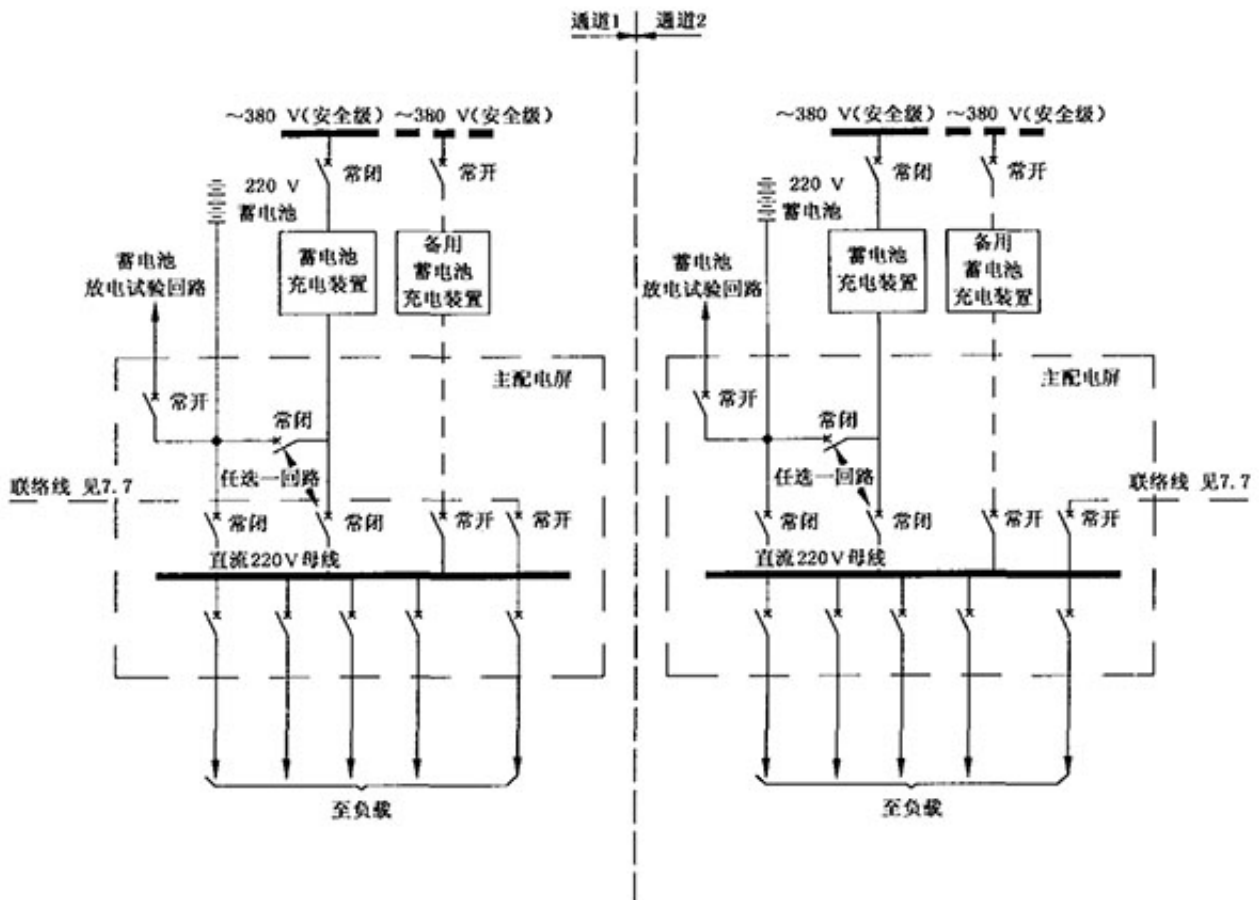 通道1 通道2
~380 V(安全级) ~380 V(安全级)
常闭 常开
220 V
蓄电池
蓄电池
充电装置
备用
蓄电池
充电装置
蓄电池
放电试验回路
主配电屏
常开
常闭
任选一回路
联络线 见7.7
常闭 常闭 常开 常开
直流220V母线
至负载
~380 V(安全级) ~380 V(安全级)
常闭 常开
220 V
蓄电池
蓄电池
充电装置
备用
蓄电池
充电装置
蓄电池
放电试验回路
主配电屏
常开
常闭
任选一回路
联络线 见7.7
常闭 常闭 常开 常开
直流220V母线
至负载